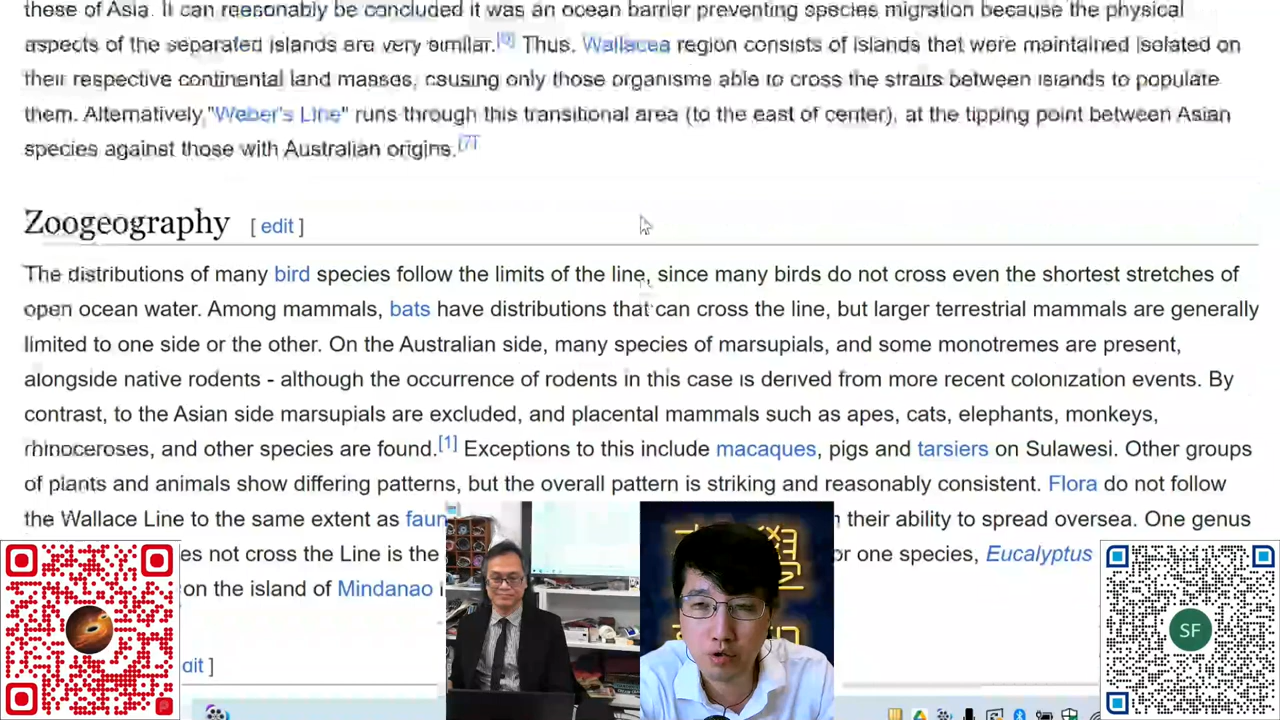 these of Asia. It can reasonably be concluded it was an ocean barrier preventing species migration because the physical
aspects of the separated islands are very similar. Thus, Wallacea region consists of islands that were maintained isolated on
their respective continental land masses, causing only those organisms able to cross the straits between islands to populate
them. Alternatively "Weber's Line" runs through this transitional area (to the east of center), at the tipping point between Asian
species against those with Australian origins.[7]
Zoogeography [ edit ]
The distributions of many bird species follow the limits of the line, since many birds do not cross even the shortest stretches of
open ocean water. Among mammals, bats have distributions that can cross the line, but larger terrestrial mammals are generally
limited to one side or the other. On the Australian side, many species of marsupials, and some monotremes are present,
alongside native rodents - although the occurrence of rodents in this case is derived from more recent colonization events. By
contrast, to the Asian side marsupials are excluded, and placental mammals such as apes, cats, elephants, monkeys,
rhinoceroses, and other species are found.[1] Exceptions to this include macaques, pigs and tarsiers on Sulawesi. Other groups
of plants and animals show differing patterns, but the overall pattern is striking and reasonably consistent. Flora do not follow
the Wallace Line to the same extent as their ability to spread oversea. One genus
es not cross the Line is the or one species, Eucalyptus
on the island of Mindanao
SF